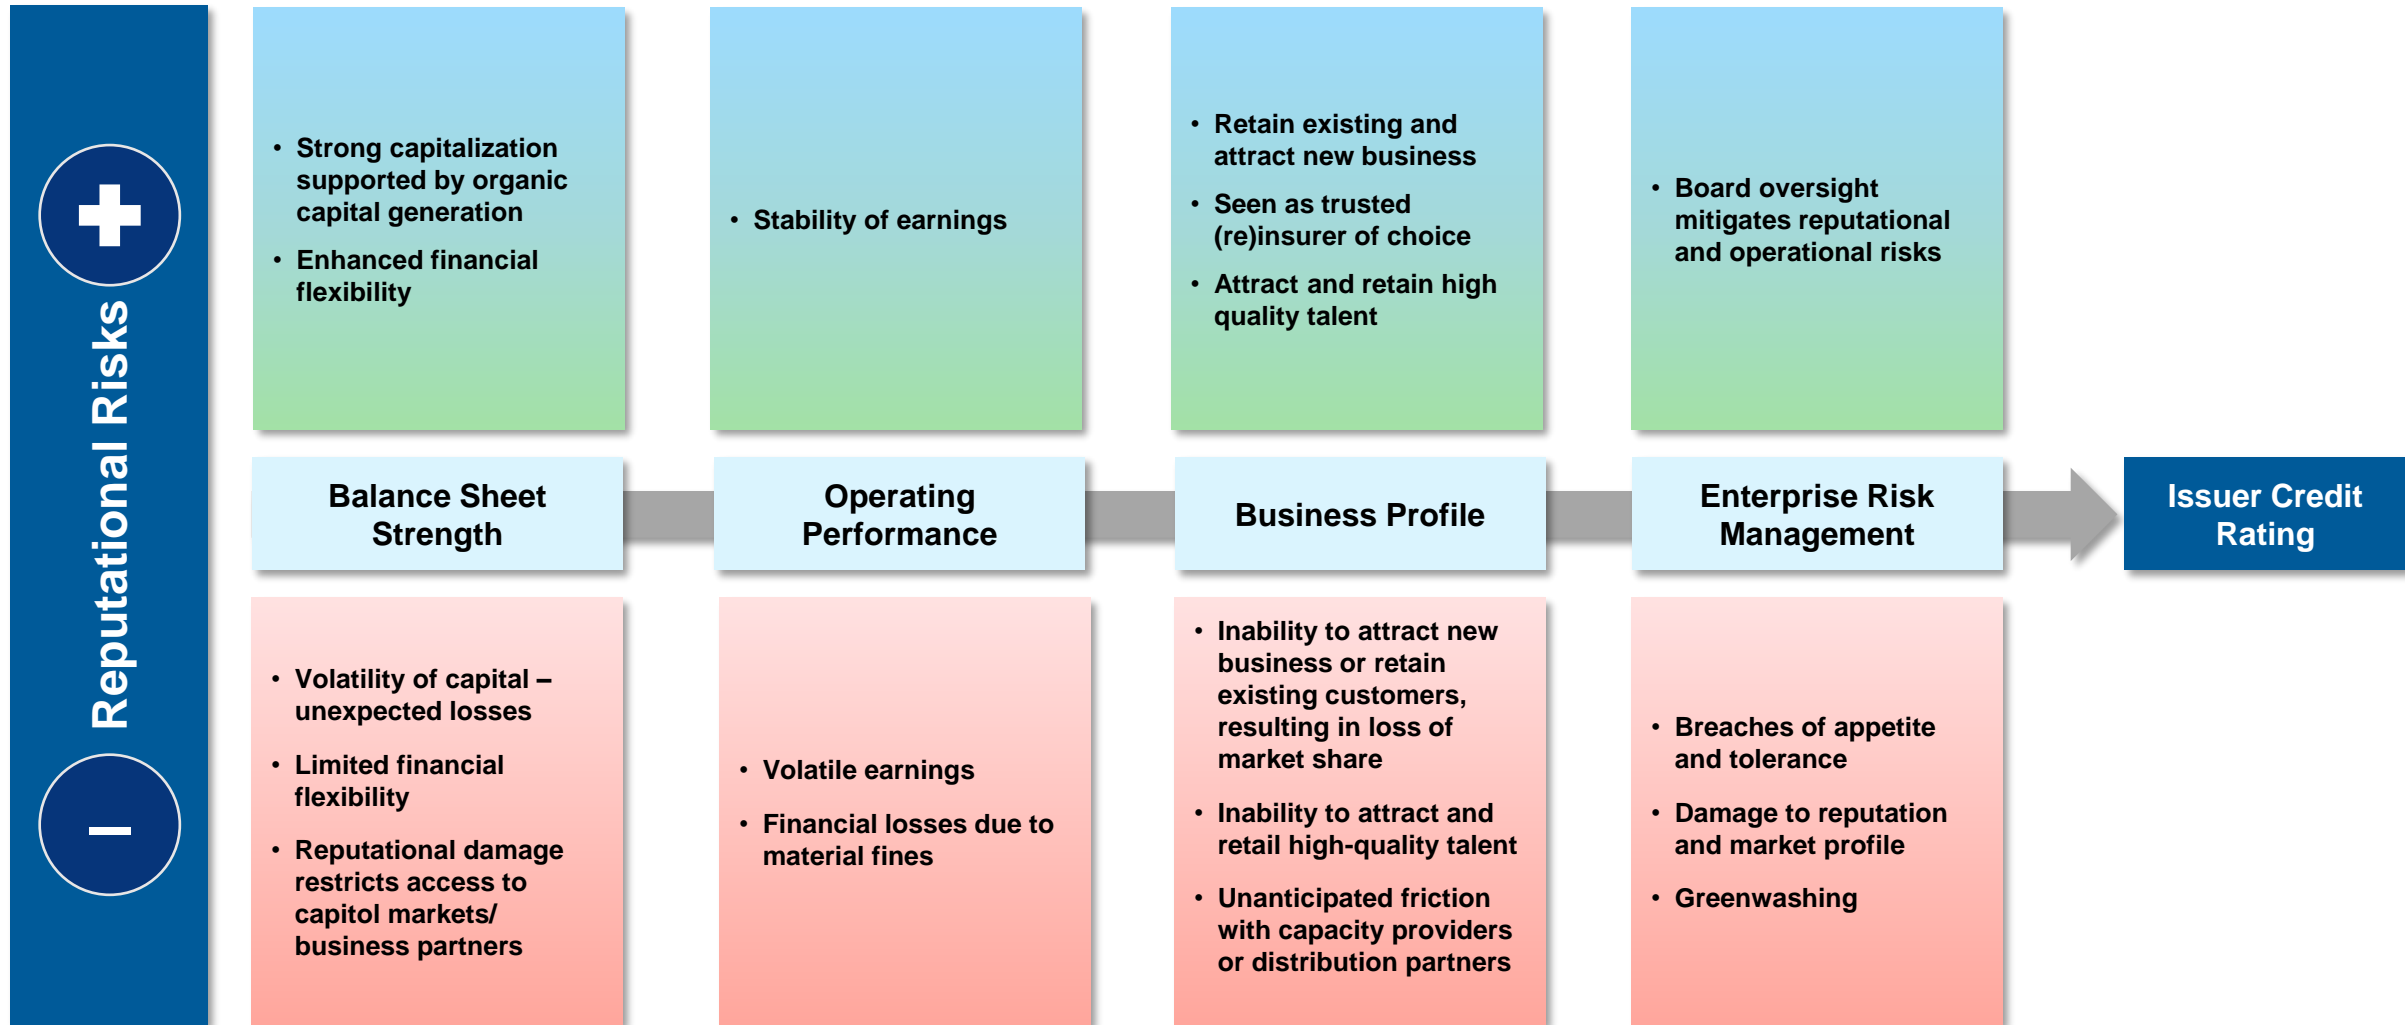 Reputational Risks
• Strong capitalization
supported by organic
capital generation
• Enhanced financial
flexibility
• Stability of earnings
• Retain existing and
attract new business
• Seen as trusted
(re)insurer of choice
• Attract and retain high
quality talent
• Board oversight
mitigates reputational
and operational risks
Balance Sheet
Strength
Operating
Performance
Business Profile
Enterprise Risk
Management
Issuer Credit
Rating
• Volatility of capital –
unexpected losses
• Limited financial
flexibility
• Reputational damage
restricts access to
capitol markets/
business partners
• Volatile earnings
• Financial losses due to
material fines
• Inability to attract new
business or retain
existing customers,
resulting in loss of
market share
• Inability to attract and
retail high-quality talent
• Unanticipated friction
with capacity providers
or distribution partners
• Breaches of appetite
and tolerance
• Damage to reputation
and market profile
• Greenwashing